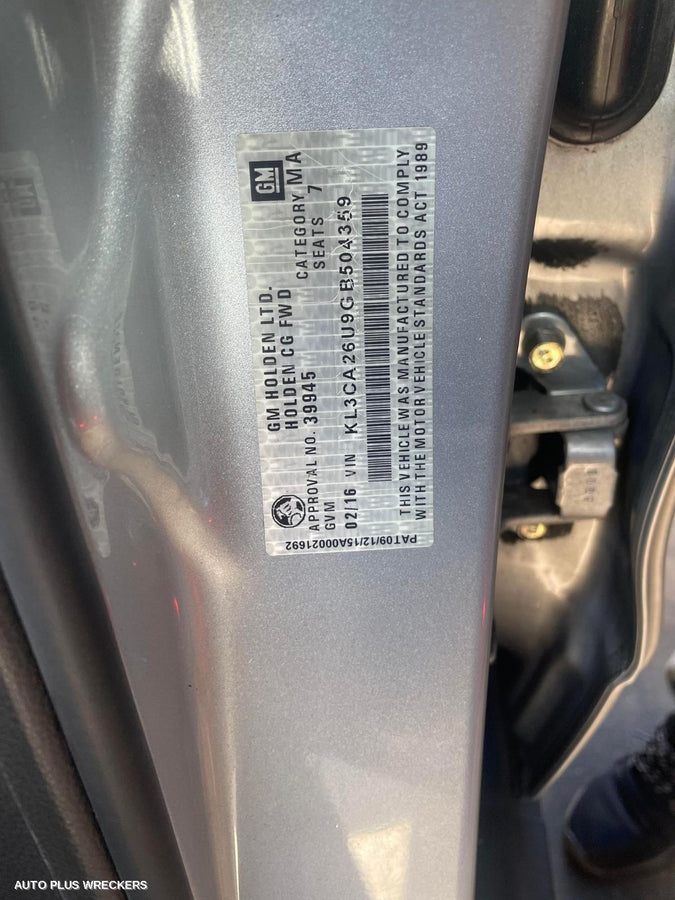 GM
GM HOLDEN LTD.
HOLDEN CG FWD
APPROVAL NO. 39945 CATEGORY MA
GVM SEATS 7
02/16 VIN KL3CA26U9GB504359
THIS VEHICLE WAS MANUFACTURED TO COMPLY
WITH THE MOTOR VEHICLE STANDARDS ACT 1989
PAT09/12/15A00021692
AUTO PLUS WRECKERS